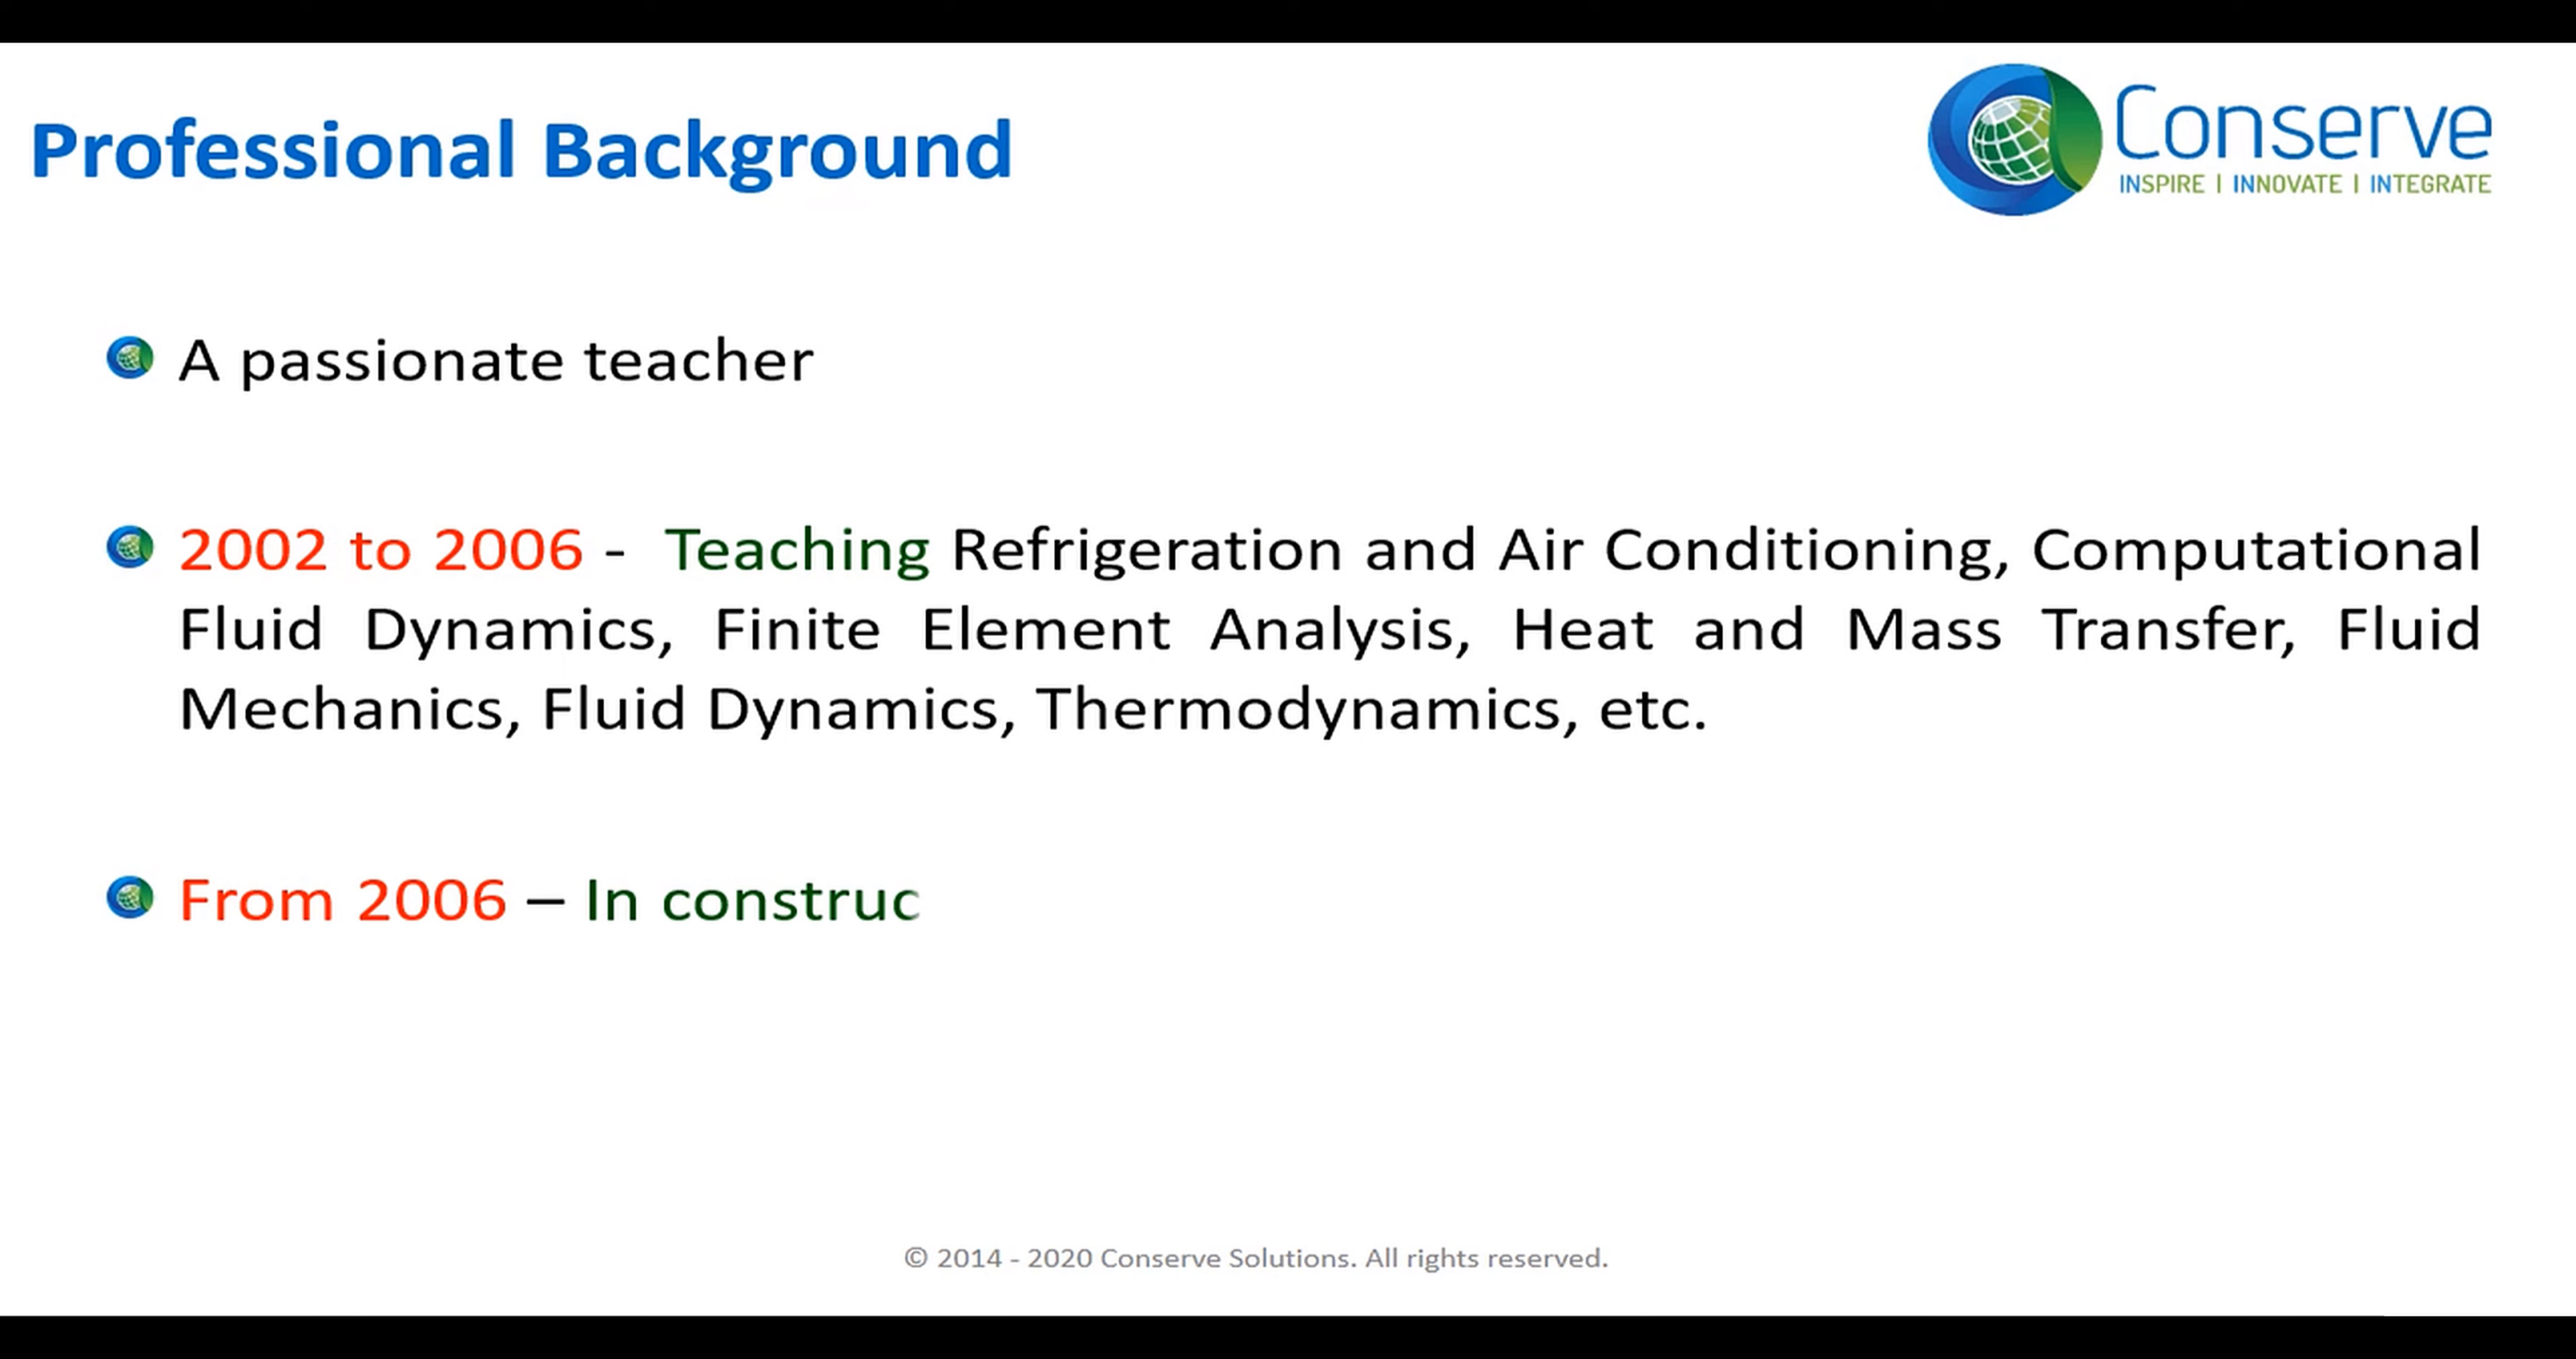 Professional Background
Conserve
INSPIRE | INNOVATE | INTEGRATE
A passionate teacher
2002 to 2006 - Teaching Refrigeration and Air Conditioning, Computational
Fluid Dynamics, Finite Element Analysis, Heat and Mass Transfer, Fluid
Mechanics, Fluid Dynamics, Thermodynamics, etc.
From 2006 – In construc
© 2014 - 2020 Conserve Solutions. All rights reserved.